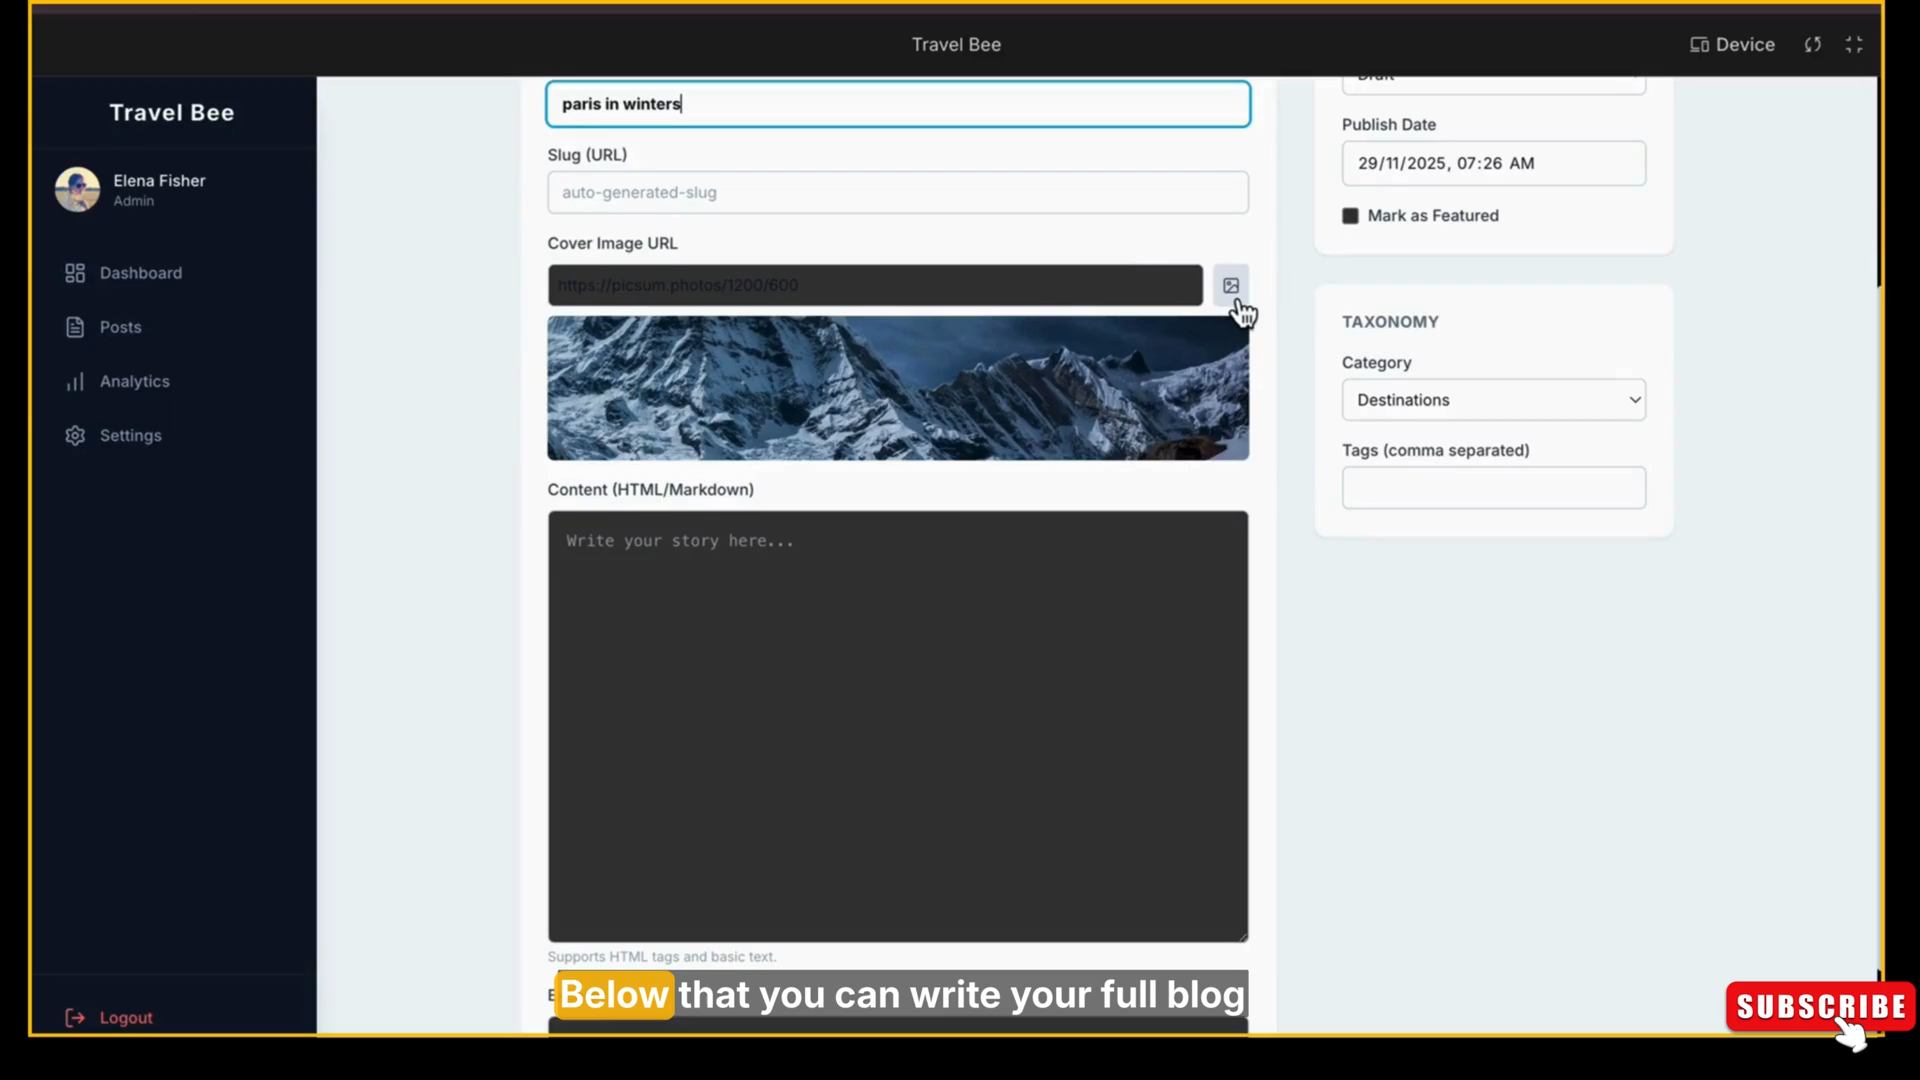 Travel Bee
Device
Travel Bee
Elena Fisher
Admin
Dashboard
Posts
Analytics
Settings
Logout
paris in winters
Slug (URL)
auto-generated-slug
Cover Image URL
https://picsum.photos/1200/600
Content (HTML/Markdown)
Write your story here...
Supports HTML tags and basic text.
Draft
Publish Date
29/11/2025, 07:26 AM
Mark as Featured
TAXONOMY
Category
Destinations
Tags (comma separated)
Below that you can write your full blog
SUBSCRIBE